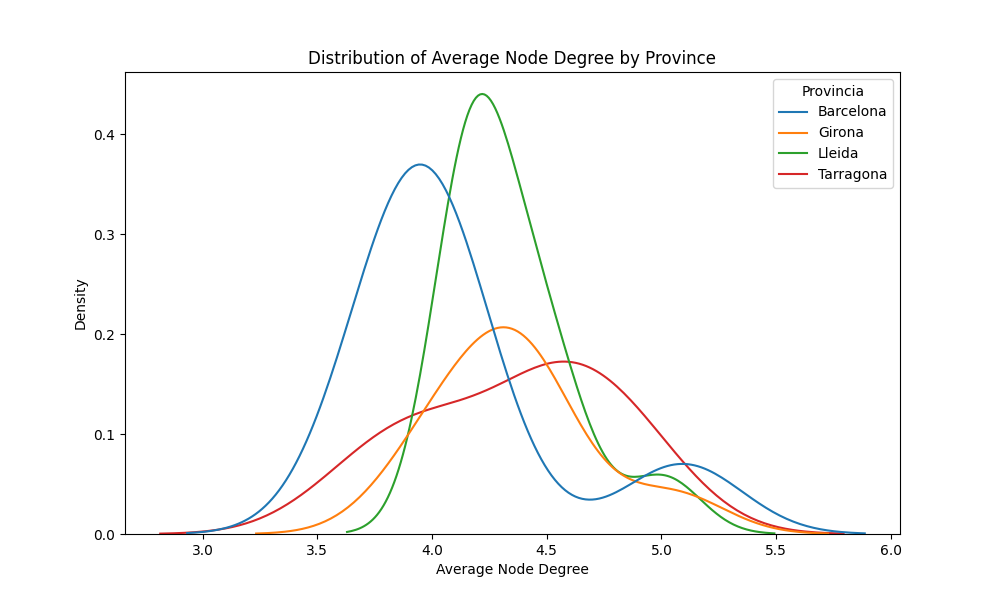 Distribution of Average Node Degree by Province
Provincia
Barcelona
Girona
Lleida
Tarragona
Density
0.4
0.3
0.2
0.1
0.0
3.0 3.5 4.0 4.5 5.0 5.5 6.0
Average Node Degree